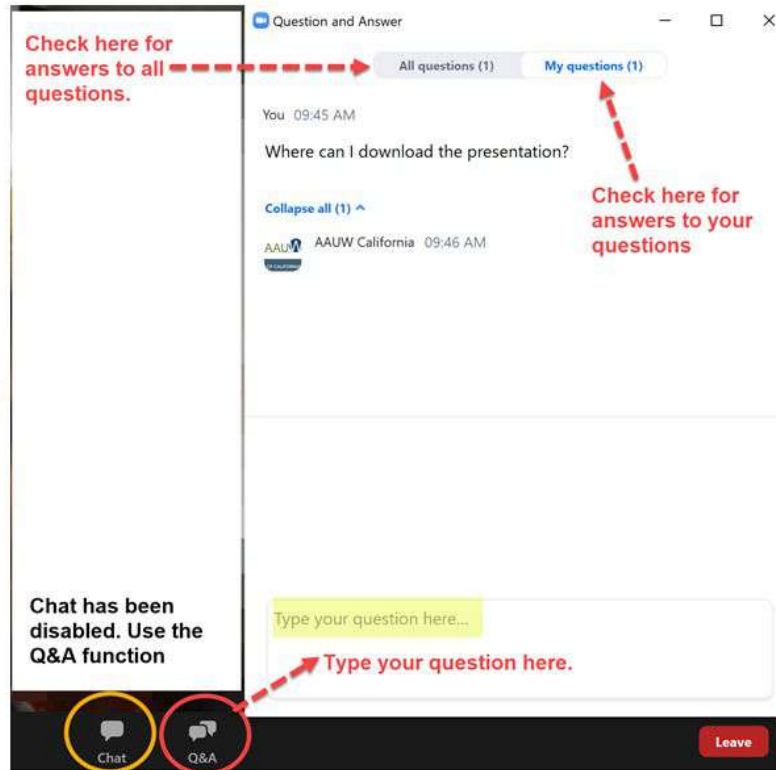 Question and Answer
Check here for
answers to all
questions.
All questions (1)
My questions (1)
You 09:45 AM
Where can I download the presentation?
Check here for
answers to your
questions
Collapse all (1)
AAUW
AAUW California 09:46 AM
Chat has been
disabled. Use the
Q&A function
Type your question here...
Type your question here.
Chat
Q&A
Leave